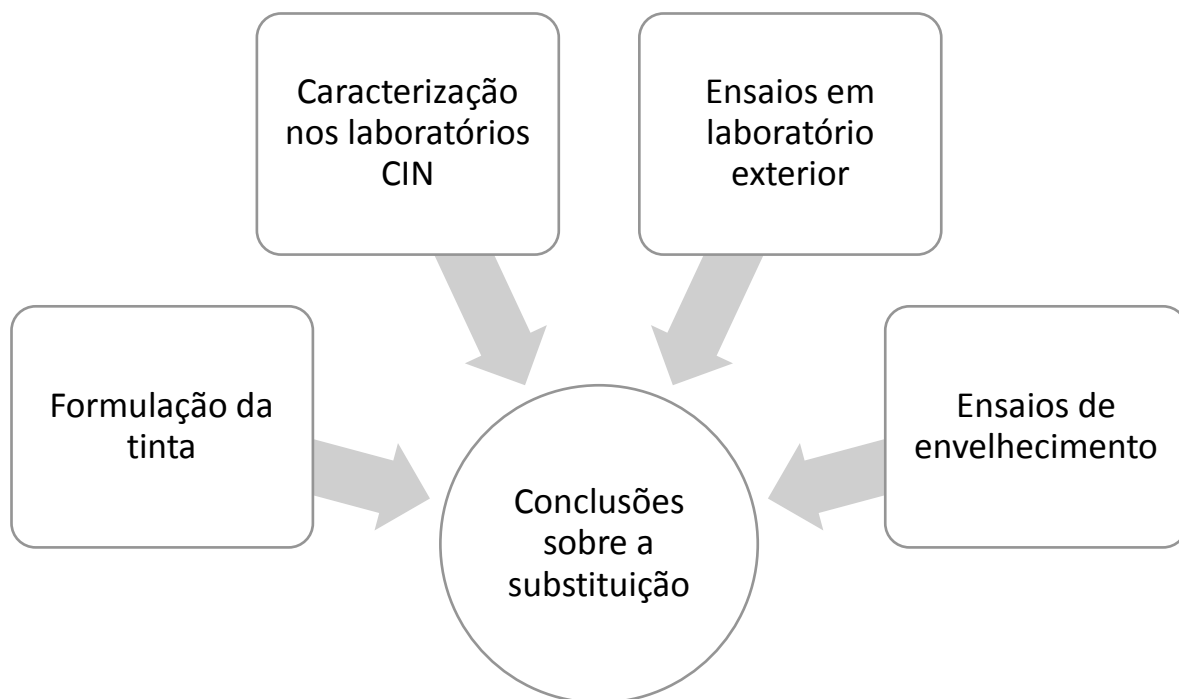 Caracterização
nos laboratórios
CIN
Ensaios em
laboratório
exterior
Formulação da
tinta
Ensaios de
envelhecimento
Conclusões
sobre a
substituição